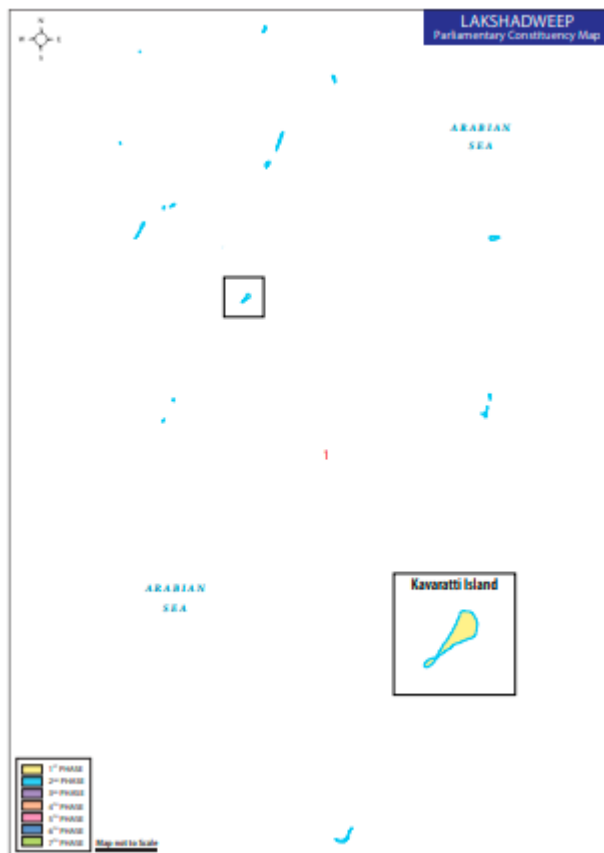 LAKSHADWEEP
Parliamentary Constituency Map
N
W
E
S
ARABIAN
SEA
1
Kavaratti Island
ARABIAN
SEA
1ST PHASE
2ND PHASE
3RD PHASE
4TH PHASE
5TH PHASE
6TH PHASE
7TH PHASE
Map not to Scale